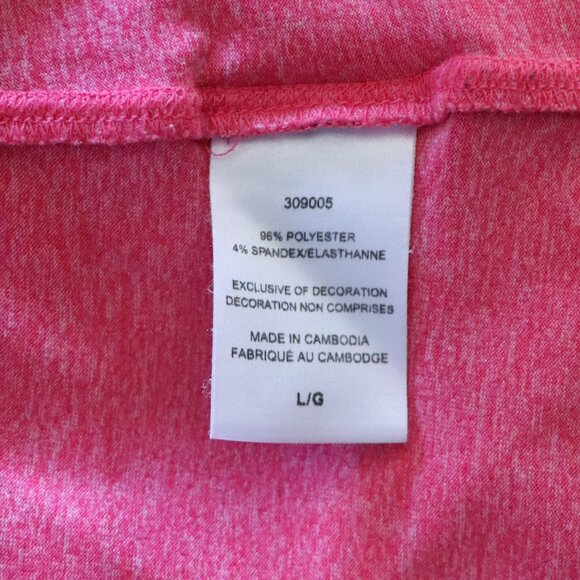 309005
96% POLYESTER
4% SPANDEX/ELASTHANNE
EXCLUSIVE OF DECORATION
DECORATION NON COMPRISES
MADE IN CAMBODIA
FABRIQUÉ AU CAMBODGE
L/G